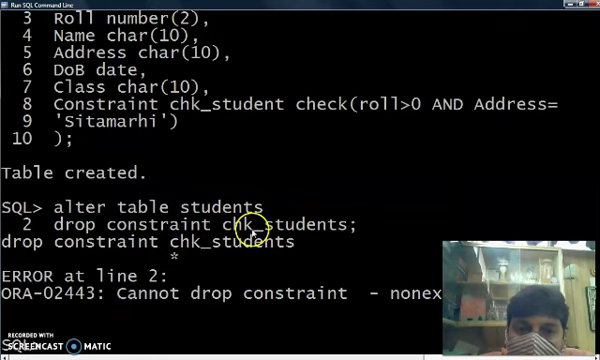 Run SQL Command Line
3 Roll number(2),
4 Name char(10),
5 Address char(10),
6 DoB date,
7 Class char(10),
8 Constraint chk_student check(roll>0 AND Address=
9 'Sitamarhi')
10 );
Table created.
SQL> alter table students
2 drop constraint chk_students;
drop constraint chk_students
*
ERROR at line 2:
ORA-02443: Cannot drop constraint - nonex
RECORDED WITH
SCREENCAST MATIC
SQL>